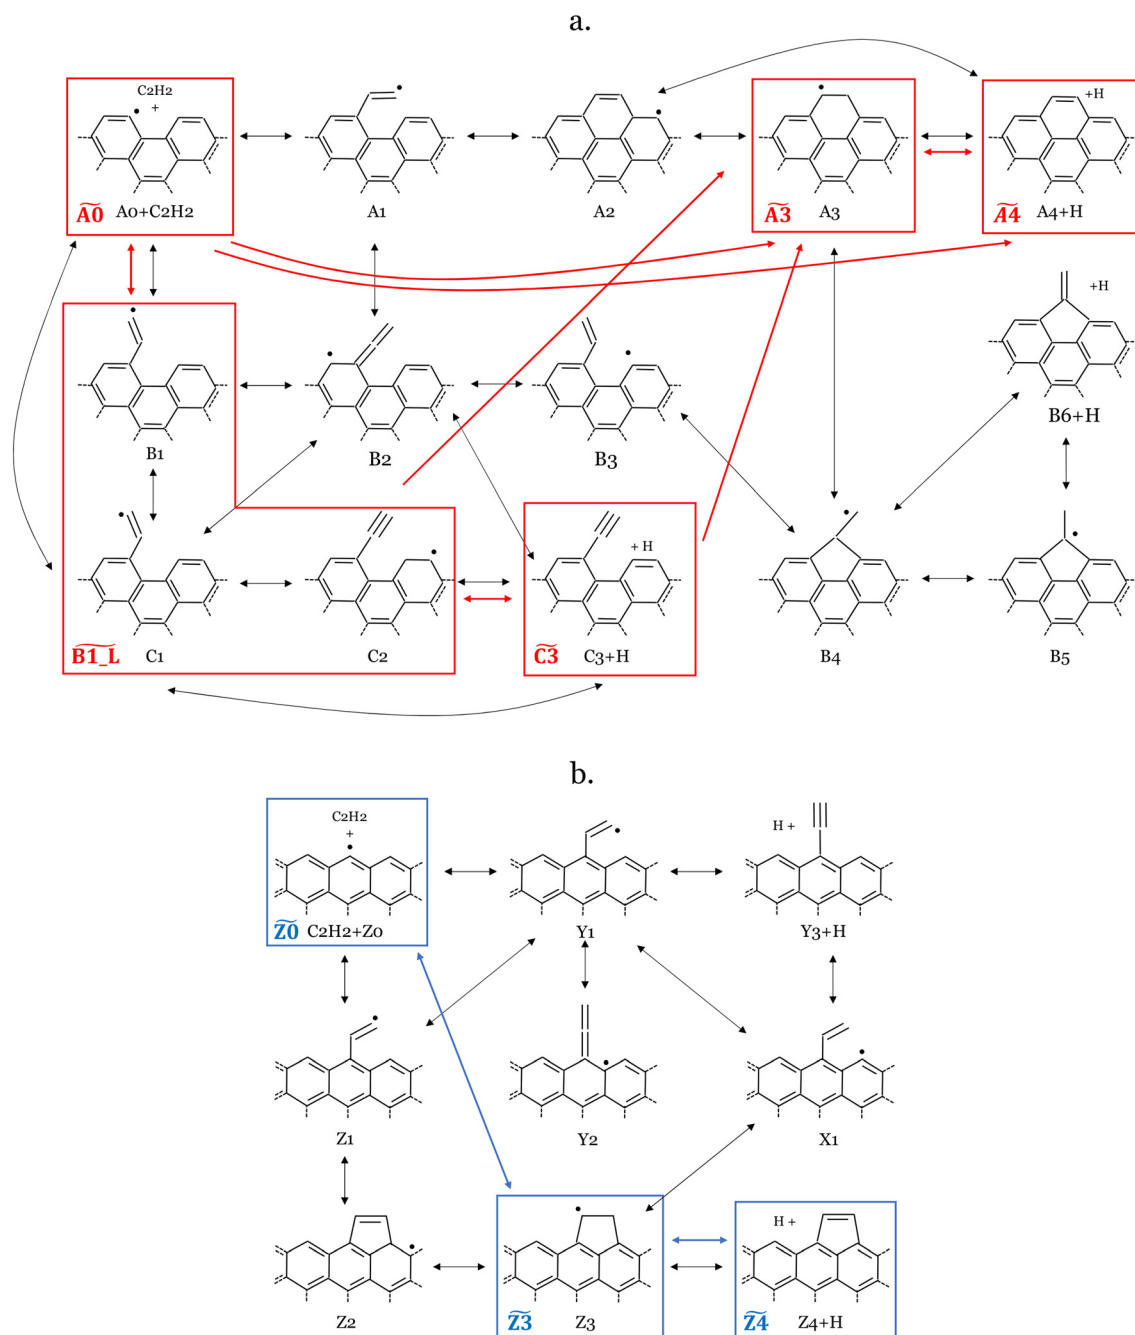 a.
C2H2
+
A0+C2H2
A0
A1
A2
A3
A3
+H
A4+H
A4
B1
B2
B3
+H
B6+H
C1
B1_L
C2
+ H
C3+H
C3
B4
B5
b.
C2H2
+
C2H2+Z0
Z0
Y1
H +
Y3+H
Z1
Y2
X1
Z2
Z3
Z3
H +
Z4+H
Z4